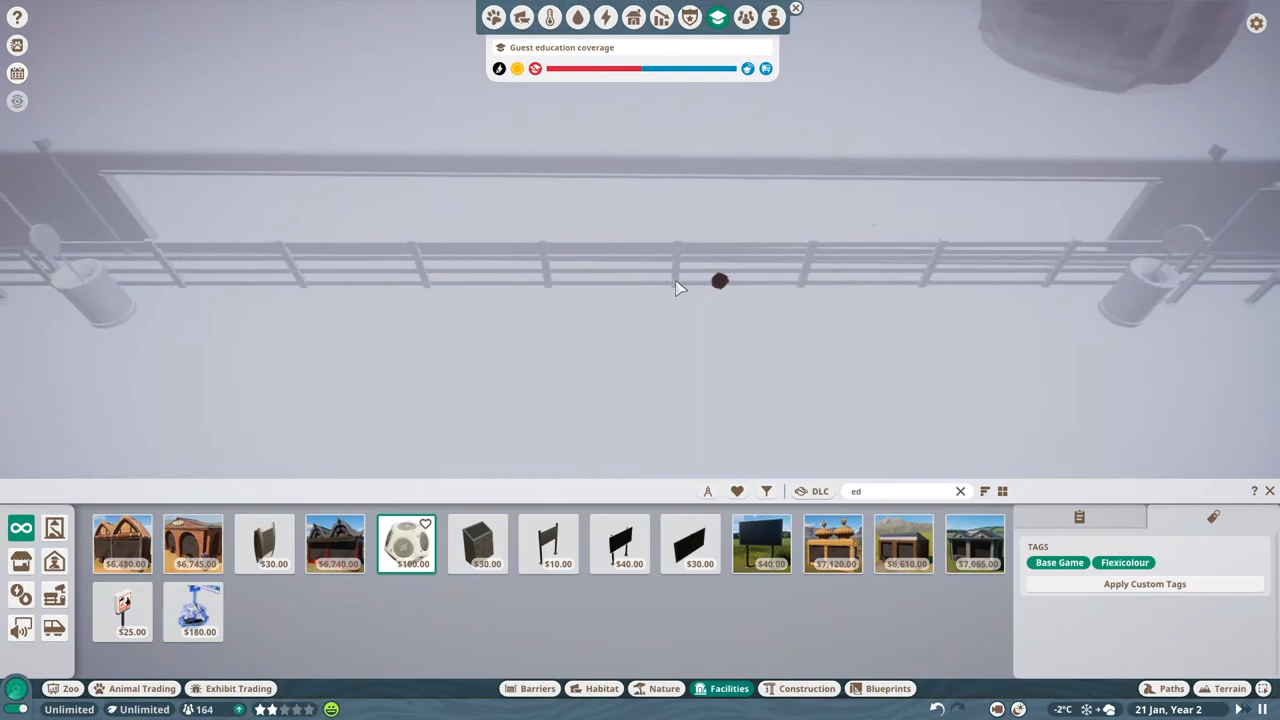 ?
Guest education coverage
DLC
ed
?
$6,480.00
$6,745.00
$30.00
$6,740.00
$100.00
$30.00
$10.00
$40.00
$30.00
$40.00
$7,120.00
$6,610.00
$7,065.00
$25.00
$180.00
TAGS
Base Game
Flexicolour
Apply Custom Tags
Zoo
Animal Trading
Exhibit Trading
Barriers
Habitat
Nature
Facilities
Construction
Blueprints
Paths
Terrain
Unlimited
Unlimited
164
-2°C
21 Jan, Year 2